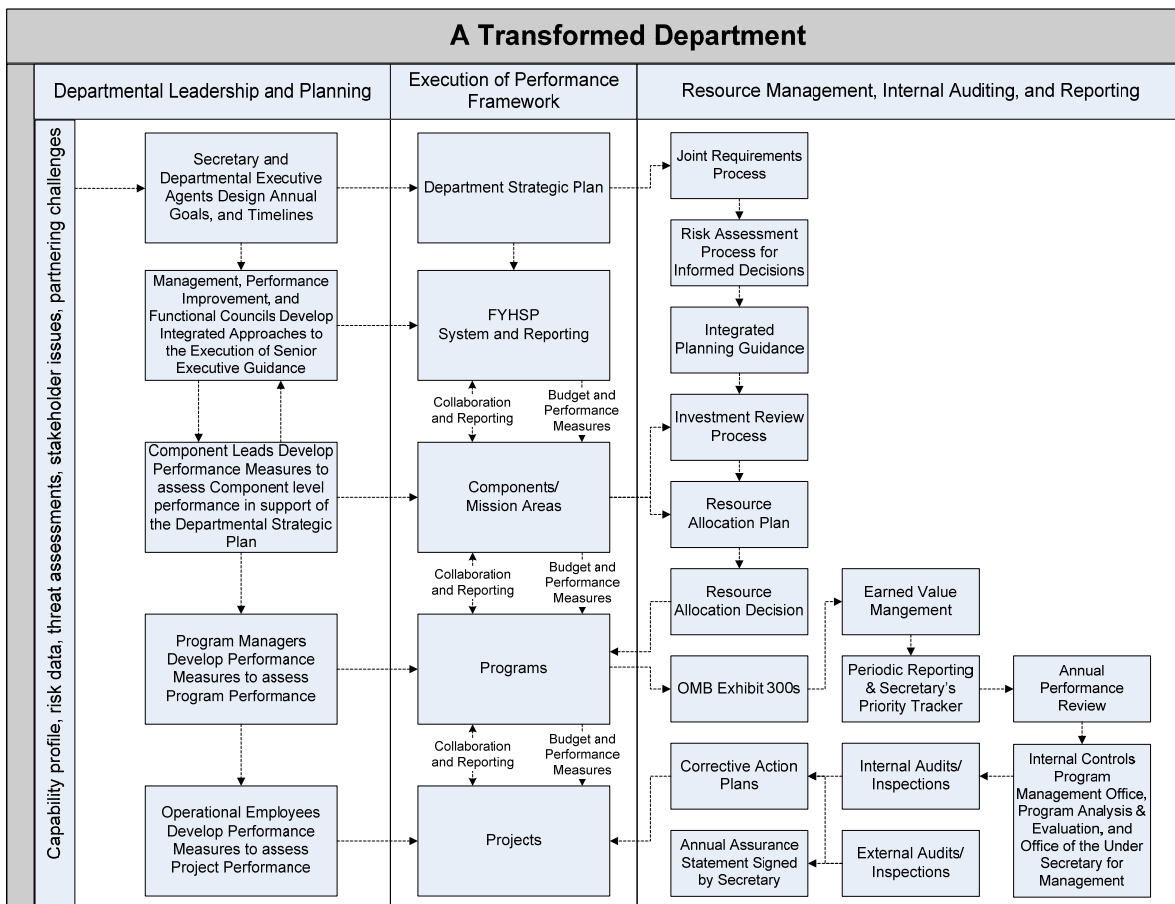 A Transformed Department
Departmental Leadership and Planning
Execution of Performance
Framework
Resource Management, Internal Auditing, and Reporting
Capability profile, risk data, threat assessments, stakeholder issues, partnering challenges
Secretary and
Departmental Executive
Agents Design Annual
Goals, and Timelines
Department Strategic Plan
Joint Requirements
Process
Risk Assessment
Process for
Informed Decisions
Management, Performance
Improvement, and
Functional Councils Develop
Integrated Approaches to
the Execution of Senior
Executive Guidance
FYHSP
System and Reporting
Integrated
Planning Guidance
Collaboration
and Reporting
Budget and
Performance
Measures
Investment Review
Process
Component Leads Develop
Performance Measures to
assess Component level
performance in support of
the Departmental Strategic
Plan
Components/
Mission Areas
Resource
Allocation Plan
Collaboration
and Reporting
Budget and
Performance
Measures
Resource
Allocation Decision
Earned Value
Mangement
Program Managers
Develop Performance
Measures to assess
Program Performance
Programs
OMB Exhibit 300s
Periodic Reporting
& Secretary's
Priority Tracker
Annual
Performance
Review
Collaboration
and Reporting
Budget and
Performance
Measures
Corrective Action
Plans
Internal Audits/
Inspections
Internal Controls
Program
Management Office,
Program Analysis &
Evaluation, and
Office of the Under
Secretary for
Management
Operational Employees
Develop Performance
Measures to assess
Project Performance
Projects
Annual Assurance
Statement Signed
by Secretary
External Audits/
Inspections